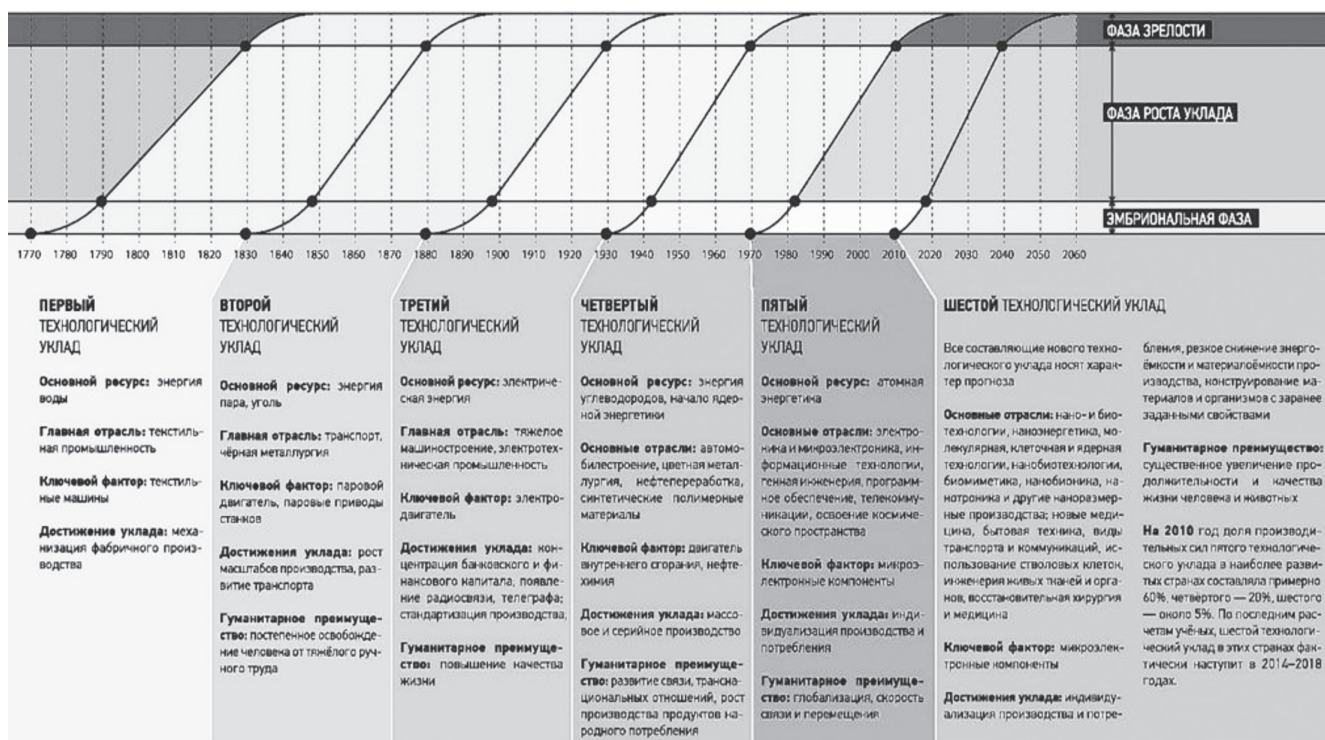 ФАЗА ЗРЕЛОСТИ
ФАЗА РОСТА УКЛАДА
ЭМБРИОНАЛЬНАЯ ФАЗА
1770 1780 1790 1800 1810 1820 1830 1840 1850 1860 1870 1880 1890 1900 1910 1920 1930 1940 1950 1960 1970 1980 1990 2000 2010 2020 2030 2040 2050 2060
ПЕРВЫЙ
ТЕХНОЛОГИЧЕСКИЙ
УКЛАД
Основной ресурс: энергия
воды
Главная отрасль: текстиль-
ная промышленность
Ключевой фактор: текстиль-
ные машины
Достижение уклада: меха-
низация фабричного произ-
водства
ВТОРОЙ
ТЕХНОЛОГИЧЕСКИЙ
УКЛАД
Основной ресурс: энергия
пара, уголь
Главная отрасль: транспорт,
чёрная металлургия
Ключевой фактор: паровой
двигатель, паровые приводы
станков
Достижения уклада: рост
масштабов производства, раз-
витие транспорта
Гуманитарное преимуще-
ство: постепенное освобожде-
ние человека от тяжёлого руч-
ного труда
ТРЕТИЙ
ТЕХНОЛОГИЧЕСКИЙ
УКЛАД
Основной ресурс: электриче-
ская энергия
Главная отрасль: тяжелое
машиностроение, электротех-
ническая промышленность
Ключевой фактор: электро-
двигатель
Достижения уклада: кон-
центрация банковского и фи-
нансового капитала, появле-
ние радиосвязи, телеграфа;
стандартизация производства;
Гуманитарное преимуще-
ство: повышение качества
жизни
ЧЕТВЕРТЫЙ
ТЕХНОЛОГИЧЕСКИЙ
УКЛАД
Основной ресурс: энергия
углеводородов, начало ядер-
ной энергетики
Основные отрасли: автомо-
билестроение, цветная метал-
лургия, нефтепереработка,
синтетические полимерные
материалы
Ключевой фактор: двигатель
внутреннего сгорания, нефте-
химия
Достижения уклада: массо-
вое и серийное производство
Гуманитарное преимуще-
ство: развитие связи, трансна-
циональных отношений, рост
производства продуктов на-
родного потребления
ПЯТЫЙ
ТЕХНОЛОГИЧЕСКИЙ
УКЛАД
Основной ресурс: атомная
энергетика
Основные отрасли: электро-
ника и микроэлектроника, ин-
формационные технологии,
генная инженерия, программ-
ное обеспечение, телекомму-
никации, освоение космиче-
ского пространства
Ключевой фактор: микроэ-
лектронные компоненты
Достижения уклада: инди-
видуализация производства и
потребления
Гуманитарное преимуще-
ство: глобализация, скорость
связи и перемещения
ШЕСТОЙ ТЕХНОЛОГИЧЕСКИЙ УКЛАД
Все составляющие нового техно-
логического уклада носят харак-
тер прогноза
Основные отрасли: нано- и био-
технологии, наноэнергетика, мо-
лекулярная, клеточная и ядерная
технологии, нанобиотехнологии,
биомиметика, нанобионика, на-
нотроника и другие наноразмер-
ные производства; новые меди-
цина, бытовая техника, виды
транспорта и коммуникаций, ис-
пользование стволовых клеток,
инженерия живых тканей и орга-
нов, восстановительная хирургия
и медицина
Ключевой фактор: микроэлек-
тронные компоненты
Достижения уклада: индивиду-
ализация производства и потре-
бления, резкое снижение энерго-
ёмкости и материалоёмкости про-
изводства, конструирование ма-
териалов и организмов с заранее
заданными свойствами
Гуманитарное преимущество:
существенное увеличение про-
должительности и качества
жизни человека и животных
На 2010 год доля производи-
тельных сил пятого технологиче-
ского уклада в наиболее разви-
тых странах составляла примерно
60%, четвёртого — 20%, шестого
— около 5%. По последним рас-
четам учёных, шестой технологи-
ческий уклад в этих странах фак-
тически наступит в 2014–2018
годах.